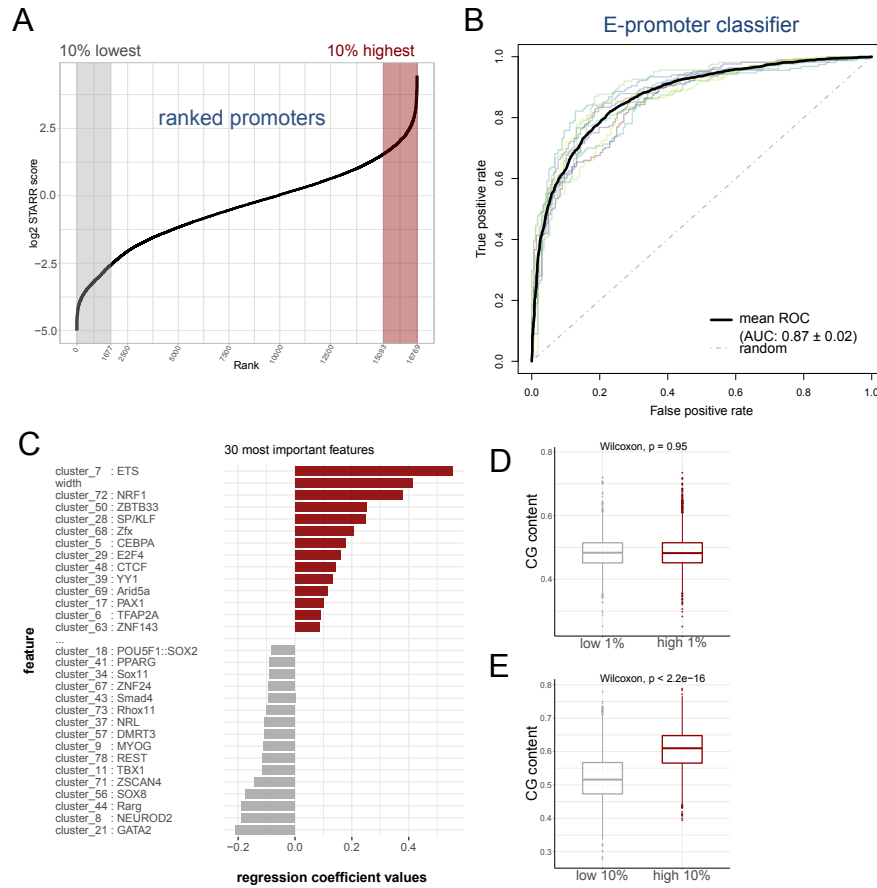 A
10% lowest
10% highest
ranked promoters
log2 STARR score
2.5
0.0
−2.5
−5.0
0
1677
2500
5000
7500
10000
12500
15093
16769
Rank
B
E-promoter classifier
True positive rate
1.0
0.8
0.6
0.4
0.2
0.0
mean ROC
(AUC: 0.87 ± 0.02)
random
0.0 0.2 0.4 0.6 0.8 1.0
False positive rate
C
30 most important features
feature
cluster_7 : ETS
width
cluster_72 : NRF1
cluster_50 : ZBTB33
cluster_28 : SP/KLF
cluster_68 : Zfx
cluster_5 : CEBPA
cluster_29 : E2F4
cluster_48 : CTCF
cluster_39 : YY1
cluster_69 : Arid5a
cluster_17 : PAX1
cluster_6 : TFAP2A
cluster_63 : ZNF143
...
cluster_18 : POU5F1::SOX2
cluster_41 : PPARG
cluster_34 : Sox11
cluster_67 : ZNF24
cluster_43 : Smad4
cluster_73 : Rhox11
cluster_37 : NRL
cluster_57 : DMRT3
cluster_9 : MYOG
cluster_78 : REST
cluster_11 : TBX1
cluster_71 : ZSCAN4
cluster_56 : SOX8
cluster_44 : Rarg
cluster_8 : NEUROD2
cluster_21 : GATA2
−0.2 0.0 0.2 0.4
regression coefficient values
D
Wilcoxon, p = 0.95
CG content
0.8
0.6
0.4
low 1% high 1%
E
Wilcoxon, p < 2.2e−16
CG content
0.8
0.7
0.6
0.5
0.4
0.3
low 10% high 10%